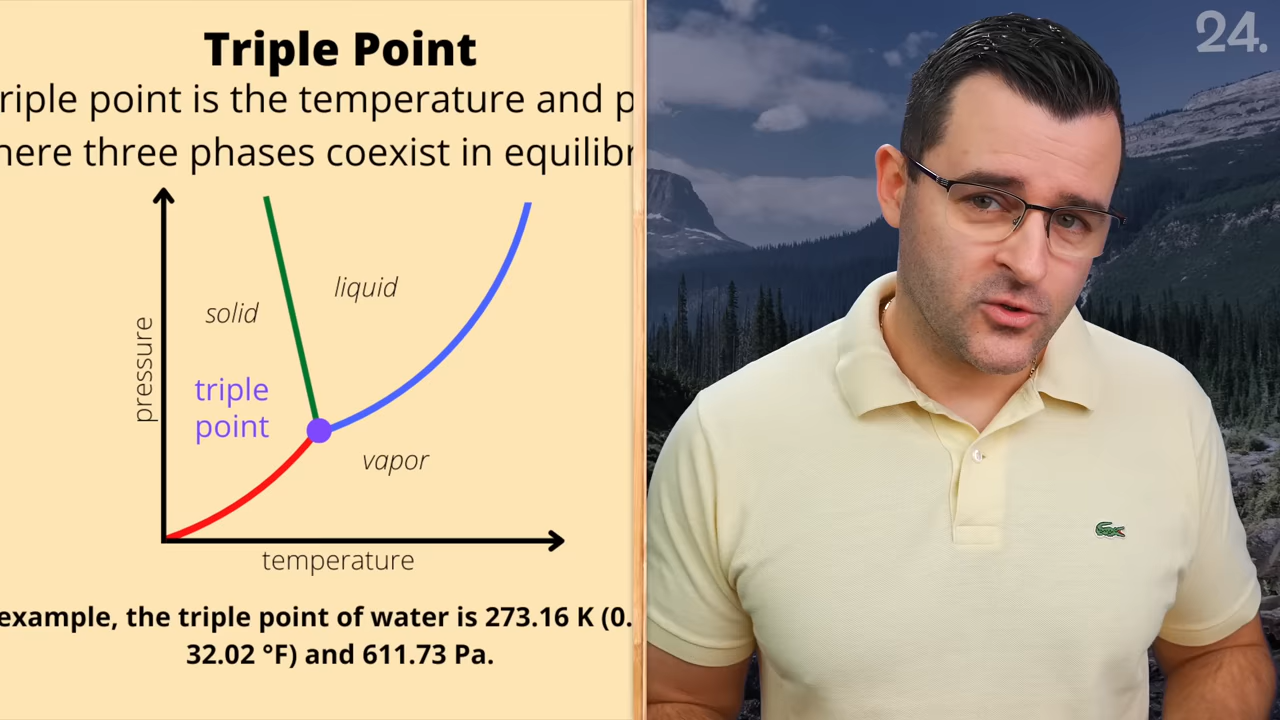 Triple Point
riple point is the temperature and p
here three phases coexist in equilibr
solid
liquid
triple
point
vapor
pressure
temperature
example, the triple point of water is 273.16 K (0.
32.02 °F) and 611.73 Pa.
24.